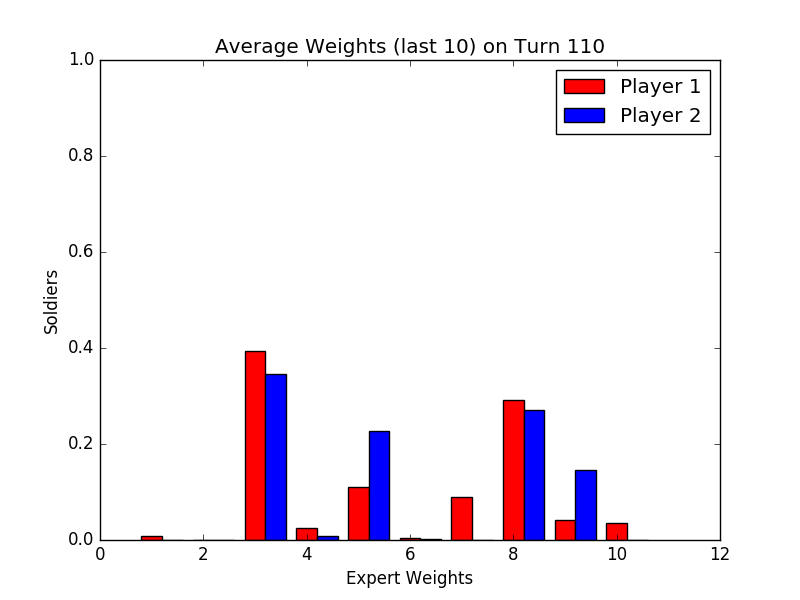 Average Weights (last 10) on Turn 110
1.0
Player 1
Player 2
0.8
0.6
Soldiers
0.4
0.2
0.0
0 2 4 6 8 10 12
Expert Weights